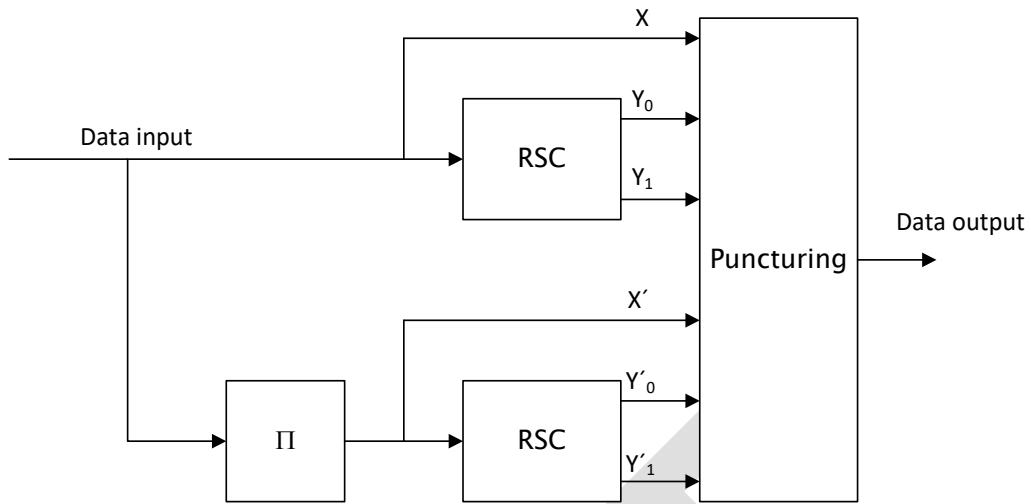 X
Y₀
Data input
RSC
Y₁
Data output
Puncturing
X´
Y´₀
Π
RSC
Y´₁